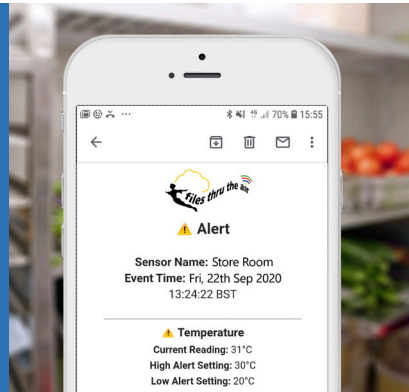 4G 70% 15:55
files thru the air
Alert
Sensor Name: Store Room
Event Time: Fri, 22th Sep 2020
13:24:22 BST
Temperature
Current Reading: 31°C
High Alert Setting: 30°C
Low Alert Setting: 20°C